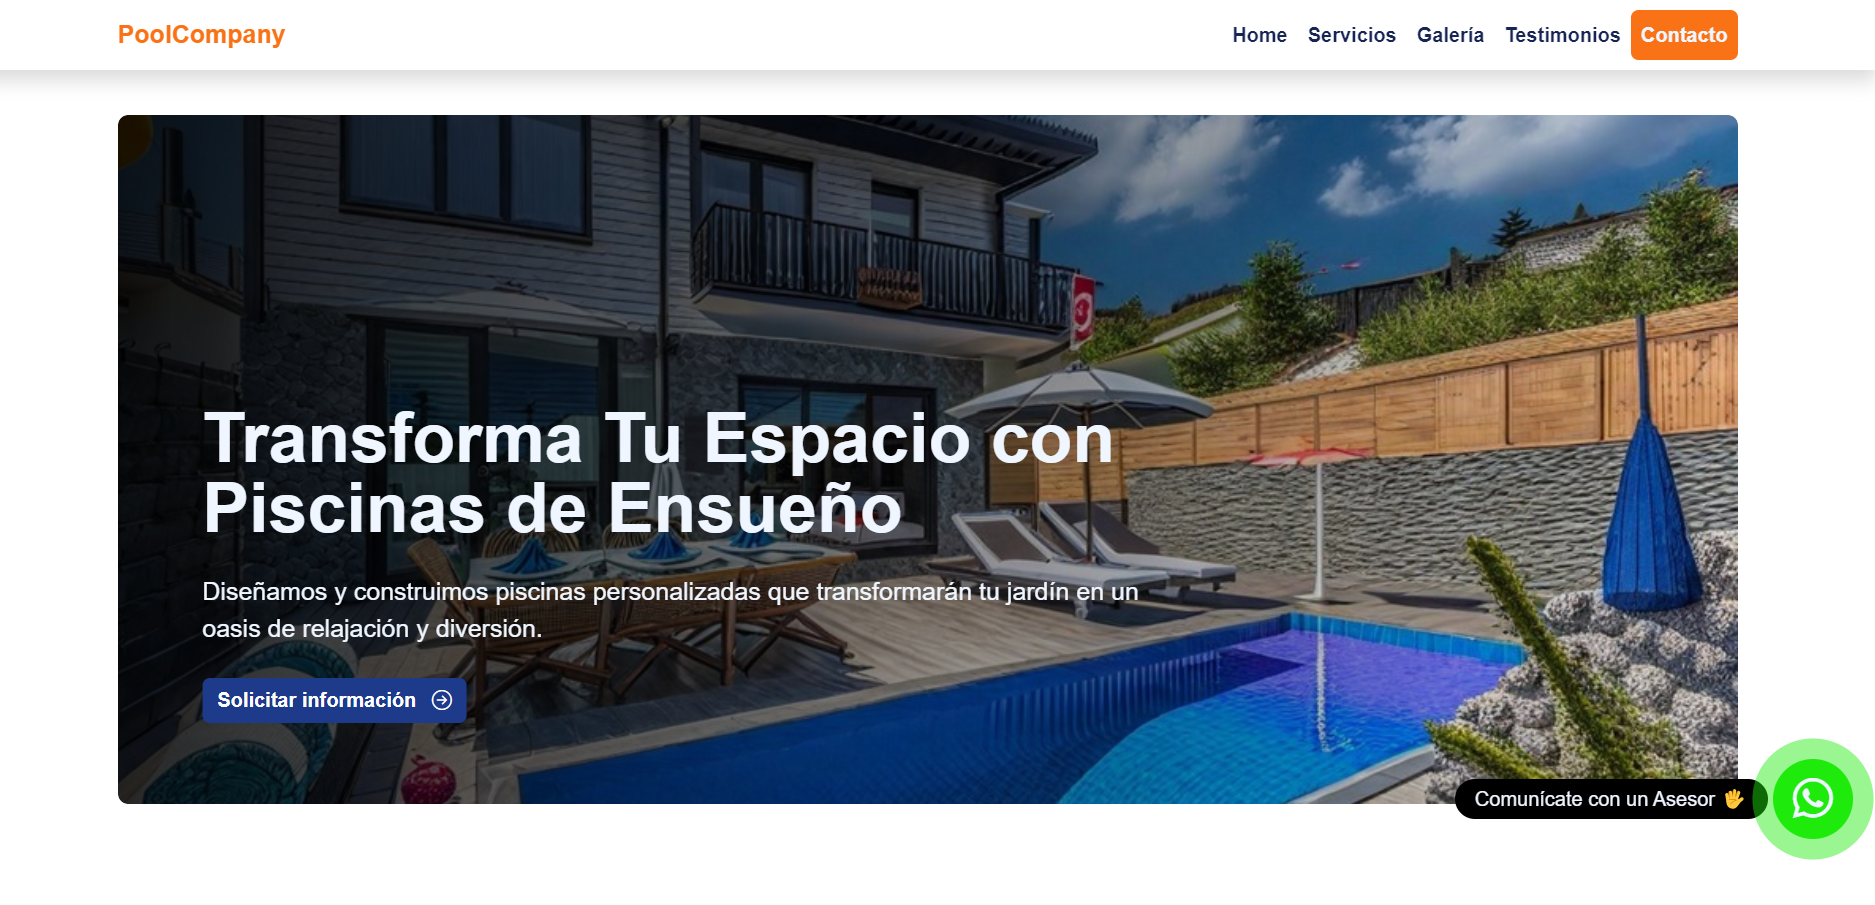 PoolCompany
Home Servicios Galería Testimonios Contacto
Transforma Tu Espacio con
Piscinas de Ensueño
Diseñamos y construimos piscinas personalizadas que transformarán tu jardín en un
oasis de relajación y diversión.
Solicitar información
Comunícate con un Asesor 🖐